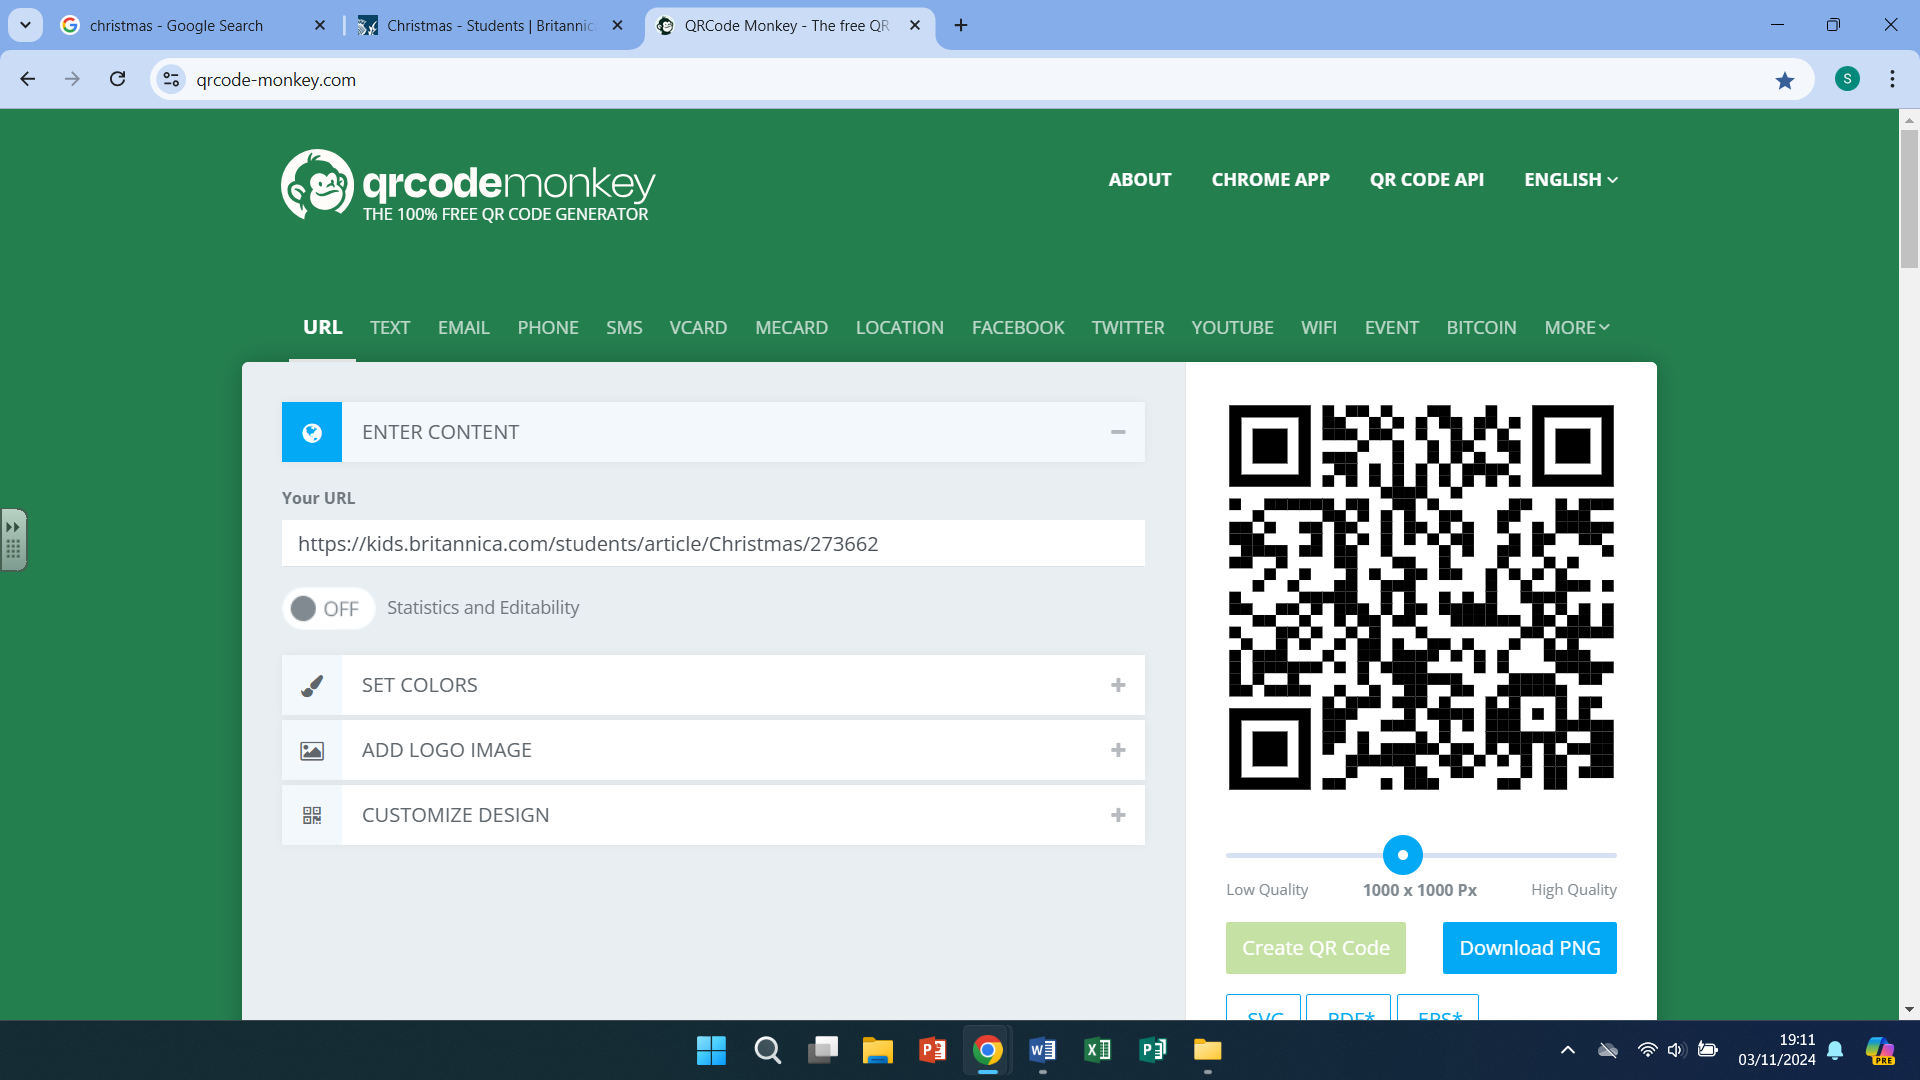 christmas - Google Search
Christmas - Students | Britannic
QRCode Monkey - The free QR
qrcode-monkey.com
S
qrcodemonkey
THE 100% FREE QR CODE GENERATOR
ABOUT CHROME APP QR CODE API ENGLISH
URL TEXT EMAIL PHONE SMS VCARD MECARD LOCATION FACEBOOK TWITTER YOUTUBE WIFI EVENT BITCOIN MORE
ENTER CONTENT
Your URL
https://kids.britannica.com/students/article/Christmas/273662
OFF Statistics and Editability
SET COLORS
ADD LOGO IMAGE
CUSTOMIZE DESIGN
Low Quality 1000 x 1000 Px High Quality
Create QR Code Download PNG
SVG PDF* EPS*
19:11
03/11/2024
PRE